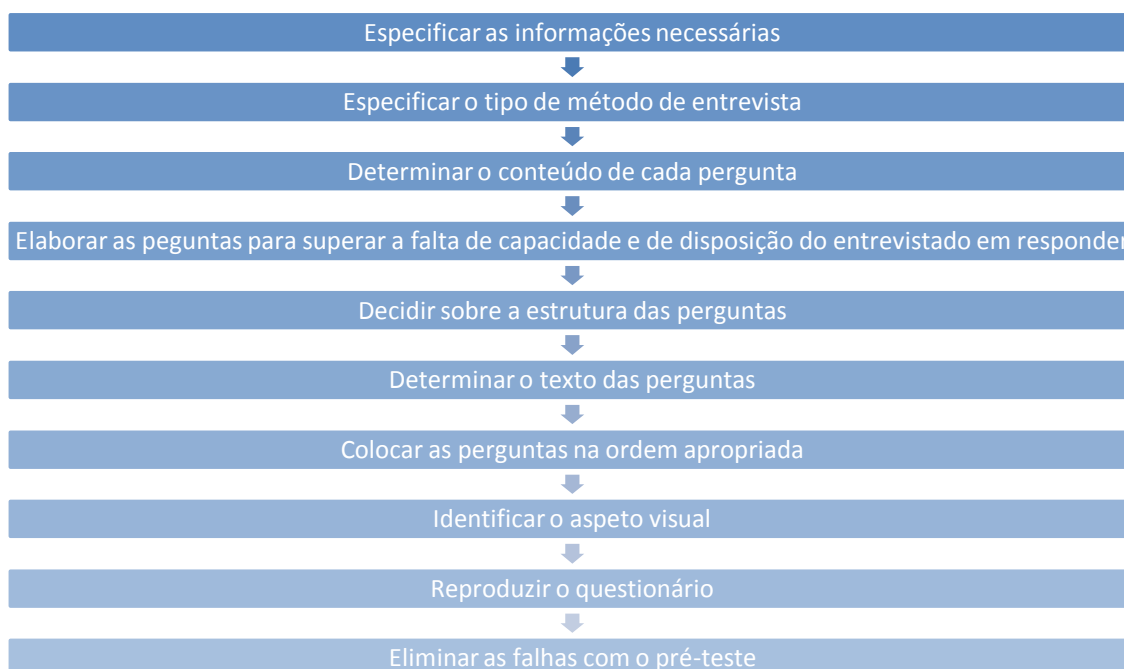 Especificar as informações necessárias
Especificar o tipo de método de entrevista
Determinar o conteúdo de cada pergunta
Elaborar as peguntas para superar a falta de capacidade e de disposição do entrevistado em responder
Decidir sobre a estrutura das perguntas
Determinar o texto das perguntas
Colocar as perguntas na ordem apropriada
Identificar o aspeto visual
Reproduzir o questionário
Eliminar as falhas com o pré-teste